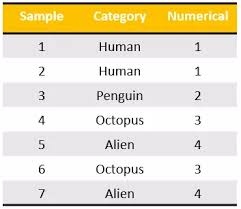 Sample Category Numerical
1 Human 1
2 Human 1
3 Penguin 2
4 Octopus 3
5 Alien 4
6 Octopus 3
7 Alien 4